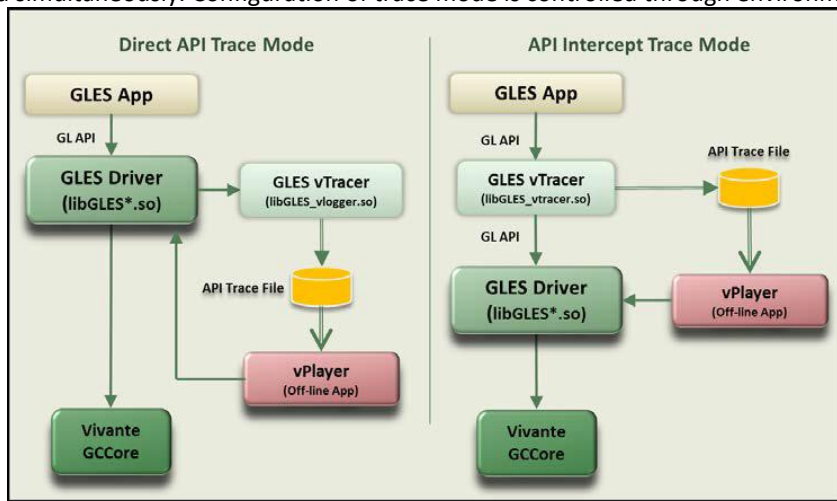 Direct API Trace Mode
GLES App
GL API
GLES Driver
(libGLES*.so)
GLES vTracer
(libGLES_vlogger.so)
API Trace File
vPlayer
(Off-line App)
Vivante
GCCore
API Intercept Trace Mode
GLES App
GL API
API Trace File
GLES vTracer
(libGLES_vtracer.so)
GL API
GLES Driver
(libGLES*.so)
vPlayer
(Off-line App)
Vivante
GCCore